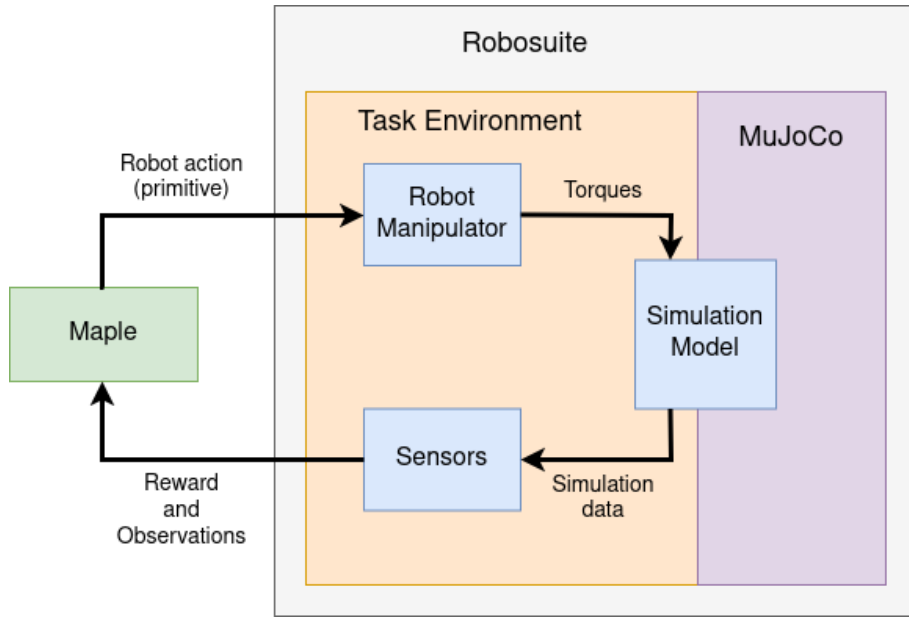 Robosuite
Task Environment
MuJoCo
Robot action
(primitive)
Robot
Manipulator
Torques
Maple
Simulation
Model
Sensors
Simulation
data
Reward
and
Observations